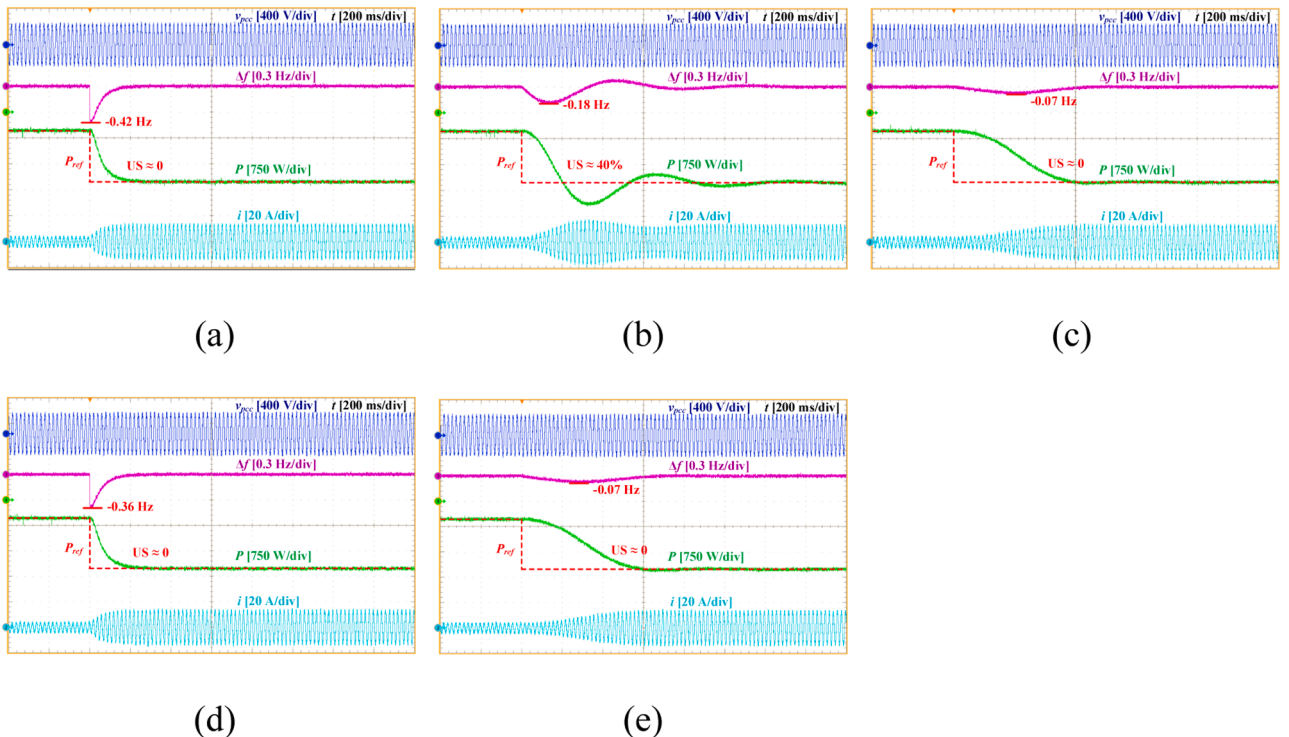 v_pcc [400 V/div] t [200 ms/div]
Δf [0.3 Hz/div]
-0.42 Hz
P_ref
US ≈ 0
P [750 W/div]
i [20 A/div]
(a)
v_pcc [400 V/div] t [200 ms/div]
Δf [0.3 Hz/div]
-0.18 Hz
P_ref
US ≈ 40%
P [750 W/div]
i [20 A/div]
(b)
v_pcc [400 V/div] t [200 ms/div]
Δf [0.3 Hz/div]
-0.07 Hz
P_ref
US ≈ 0
P [750 W/div]
i [20 A/div]
(c)
v_pcc [400 V/div] t [200 ms/div]
Δf [0.3 Hz/div]
-0.36 Hz
P_ref
US ≈ 0
P [750 W/div]
i [20 A/div]
(d)
v_pcc [400 V/div] t [200 ms/div]
Δf [0.3 Hz/div]
-0.07 Hz
P_ref
US ≈ 0
P [750 W/div]
i [20 A/div]
(e)